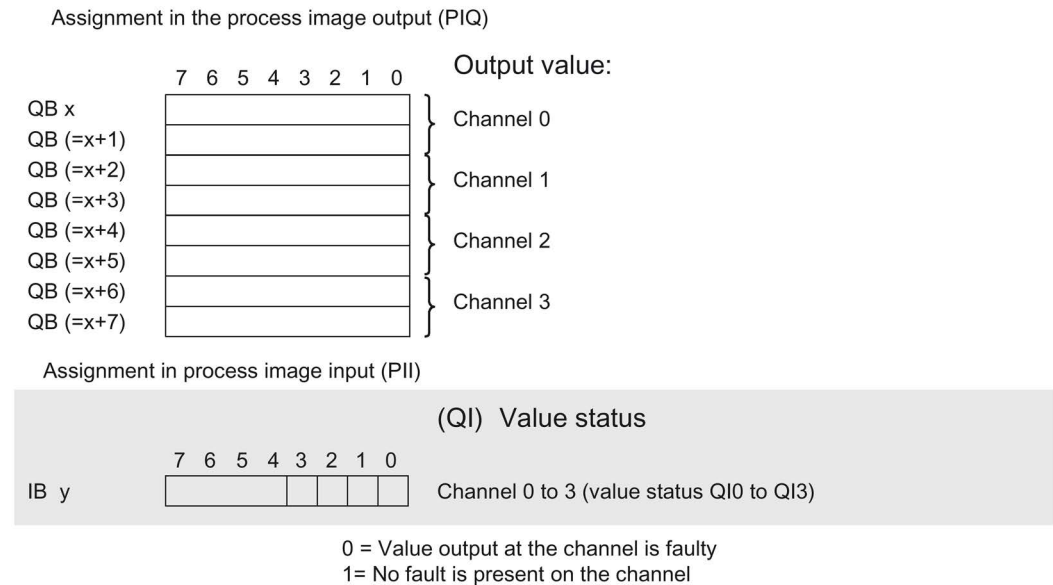 Assignment in the process image output (PIQ)
Output value:
7 6 5 4 3 2 1 0
QB x
Channel 0
QB (=x+1)
QB (=x+2)
Channel 1
QB (=x+3)
QB (=x+4)
Channel 2
QB (=x+5)
QB (=x+6)
Channel 3
QB (=x+7)
Assignment in process image input (PII)
(QI) Value status
7 6 5 4 3 2 1 0
IB y Channel 0 to 3 (value status QI0 to QI3)
0 = Value output at the channel is faulty
1= No fault is present on the channel